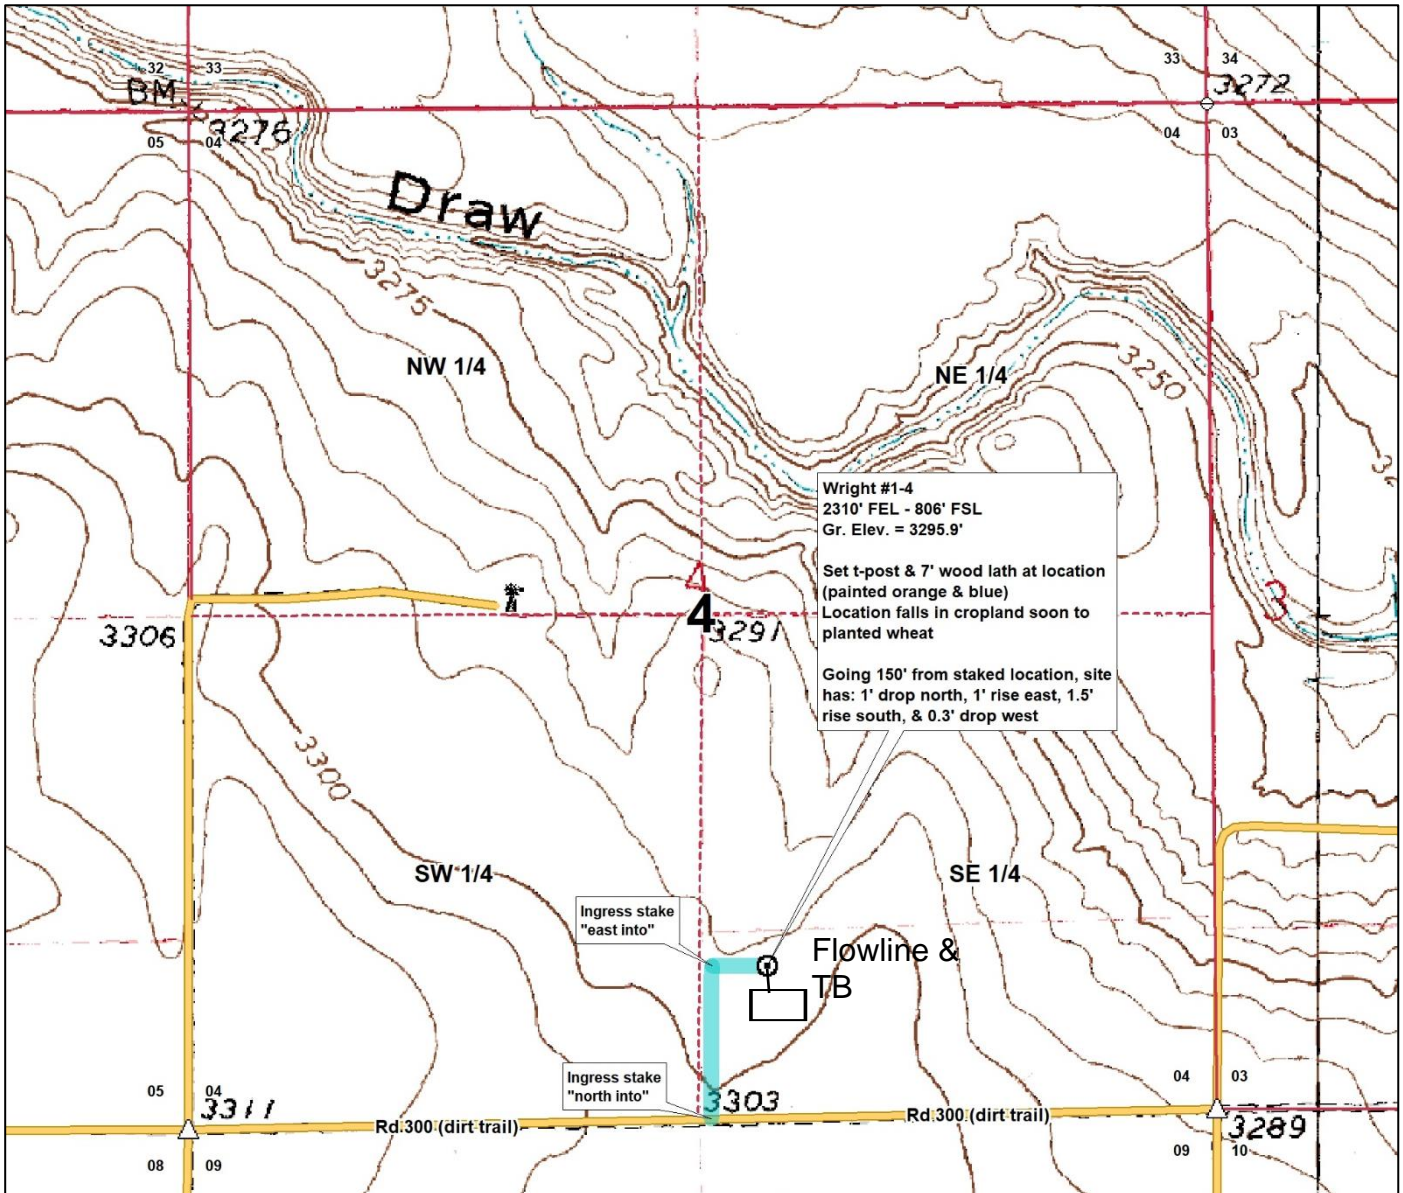 32 33
33 34
BM
3272
3276
05 04
04 03
Draw
3275
NW 1/4
NE 1/4
3250
Wright #1-4
2310' FEL - 806' FSL
Gr. Elev. = 3295.9'
Set t-post & 7' wood lath at location
(painted orange & blue)
Location falls in cropland soon to
planted wheat
Going 150' from staked location, site
has: 1' drop north, 1' rise east, 1.5'
rise south, & 0.3' drop west
4
4
3
3306
3291
3300
SW 1/4
SE 1/4
Ingress stake
"east into"
Flowline &
TB
Ingress stake
"north into"
05 04
04 03
3311
3303
Rd 300 (dirt trail)
Rd 300 (dirt trail)
3289
08 09
09 10